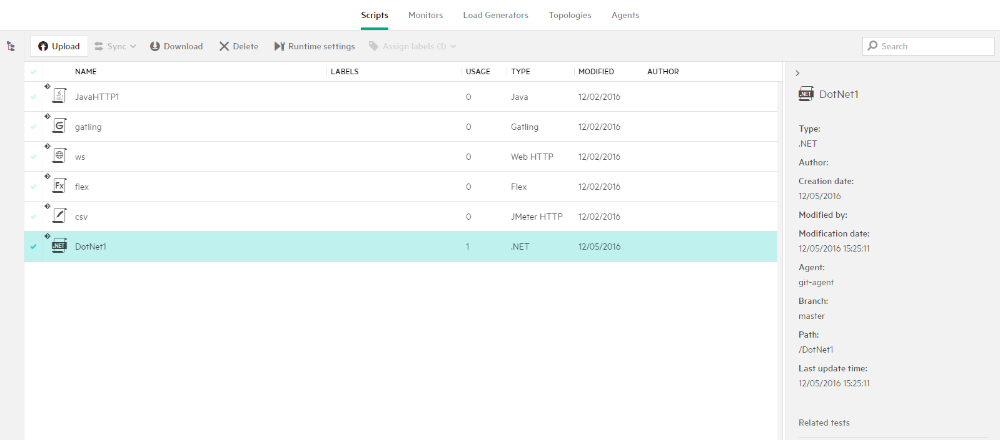 Scripts Monitors Load Generators Topologies Agents
Upload Sync Download Delete Runtime settings Assign labels (1) Search
NAME LABELS USAGE TYPE MODIFIED AUTHOR
JavaHTTP1 0 Java 12/02/2016
G gatling 0 Gatling 12/02/2016
ws 0 Web HTTP 12/02/2016
Fx flex 0 Flex 12/02/2016
csv 0 JMeter HTTP 12/02/2016
.NET DotNet1 1 .NET 12/05/2016
.NET DotNet1
Type:
.NET
Author:
Creation date:
12/05/2016
Modified by:
Modification date:
12/05/2016 15:25:11
Agent:
git-agent
Branch:
master
Path:
/DotNet1
Last update time:
12/05/2016 15:25:11
Related tests